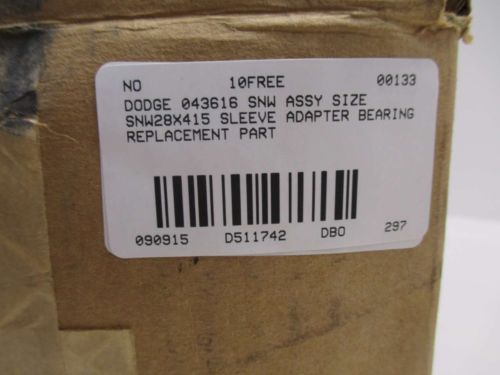 NO 10FREE 00133
DODGE 043616 SNW ASSY SIZE
SNW28X415 SLEEVE ADAPTER BEARING
REPLACEMENT PART
090915 D511742 DBO 297